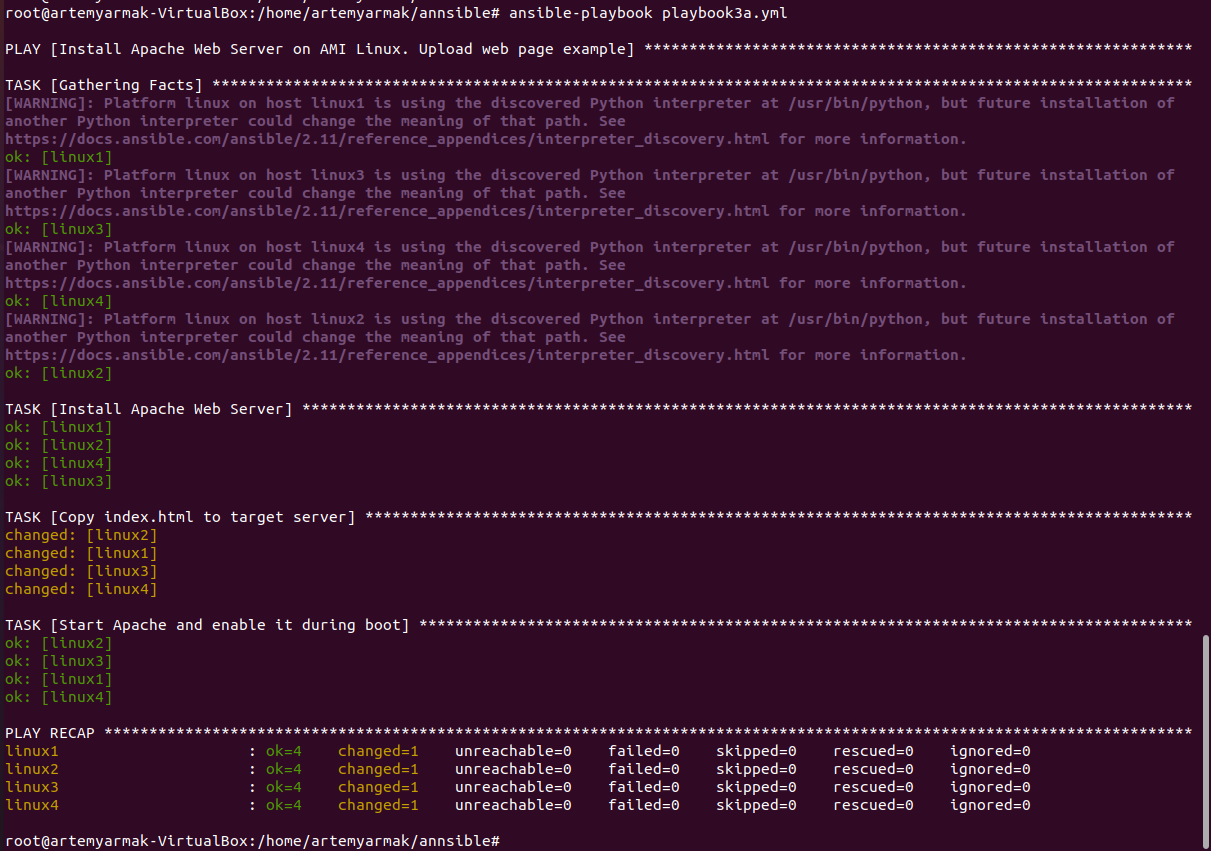 root@artemyarmak-VirtualBox:/home/artemyarmak/annsible# ansible-playbook playbook3a.yml
PLAY [Install Apache Web Server on AMI Linux. Upload web page example] *************************************************************
TASK [Gathering Facts] *************************************************************************************************************
[WARNING]: Platform linux on host linux1 is using the discovered Python interpreter at /usr/bin/python, but future installation of
another Python interpreter could change the meaning of that path. See
https://docs.ansible.com/ansible/2.11/reference_appendices/interpreter_discovery.html for more information.
ok: [linux1]
[WARNING]: Platform linux on host linux3 is using the discovered Python interpreter at /usr/bin/python, but future installation of
another Python interpreter could change the meaning of that path. See
https://docs.ansible.com/ansible/2.11/reference_appendices/interpreter_discovery.html for more information.
ok: [linux3]
[WARNING]: Platform linux on host linux4 is using the discovered Python interpreter at /usr/bin/python, but future installation of
another Python interpreter could change the meaning of that path. See
https://docs.ansible.com/ansible/2.11/reference_appendices/interpreter_discovery.html for more information.
ok: [linux4]
[WARNING]: Platform linux on host linux2 is using the discovered Python interpreter at /usr/bin/python, but future installation of
another Python interpreter could change the meaning of that path. See
https://docs.ansible.com/ansible/2.11/reference_appendices/interpreter_discovery.html for more information.
ok: [linux2]
TASK [Install Apache Web Server] ***************************************************************************************************
ok: [linux1]
ok: [linux2]
ok: [linux4]
ok: [linux3]
TASK [Copy index.html to target server] ********************************************************************************************
changed: [linux2]
changed: [linux1]
changed: [linux3]
changed: [linux4]
TASK [Start Apache and enable it during boot] **************************************************************************************
ok: [linux2]
ok: [linux3]
ok: [linux1]
ok: [linux4]
PLAY RECAP *************************************************************************************************************************
linux1                     : ok=4    changed=1    unreachable=0    failed=0    skipped=0    rescued=0    ignored=0
linux2                     : ok=4    changed=1    unreachable=0    failed=0    skipped=0    rescued=0    ignored=0
linux3                     : ok=4    changed=1    unreachable=0    failed=0    skipped=0    rescued=0    ignored=0
linux4                     : ok=4    changed=1    unreachable=0    failed=0    skipped=0    rescued=0    ignored=0
root@artemyarmak-VirtualBox:/home/artemyarmak/annsible#